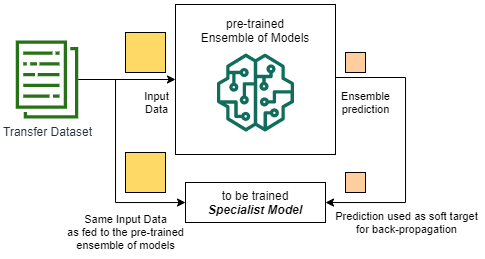 pre-trained
Ensemble of Models
Input
Data
Ensemble
prediction
Transfer Dataset
to be trained
Specialist Model
Same Input Data
as fed to the pre-trained
ensemble of models
Prediction used as soft target
for back-propagation